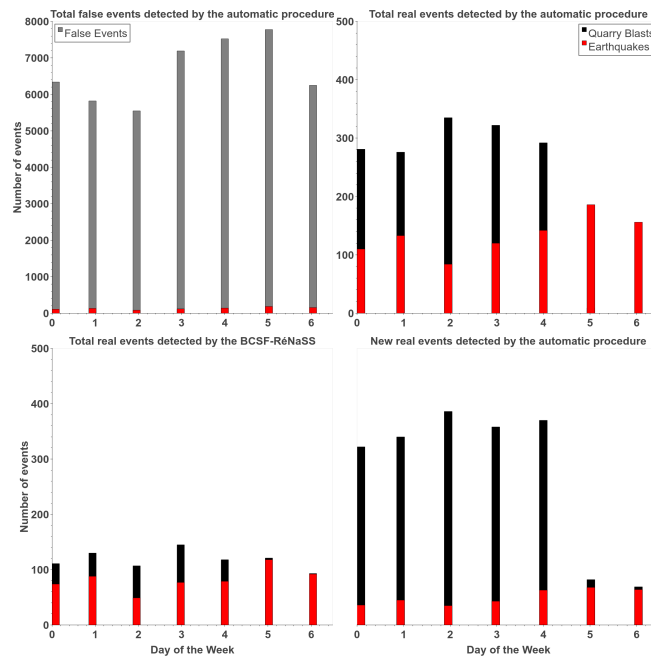 Total false events detected by the automatic procedure
8000
7000
6000
5000
4000
3000
2000
1000
0
Number of events
False Events
0 1 2 3 4 5 6
Total real events detected by the automatic procedure
500
400
300
200
100
0
Quarry Blasts
Earthquakes
0 1 2 3 4 5 6
Total real events detected by the BCSF-RéNaSS
500
400
300
200
100
0
Number of events
0 1 2 3 4 5 6
Day of the Week
New real events detected by the automatic procedure
0 1 2 3 4 5 6
Day of the Week